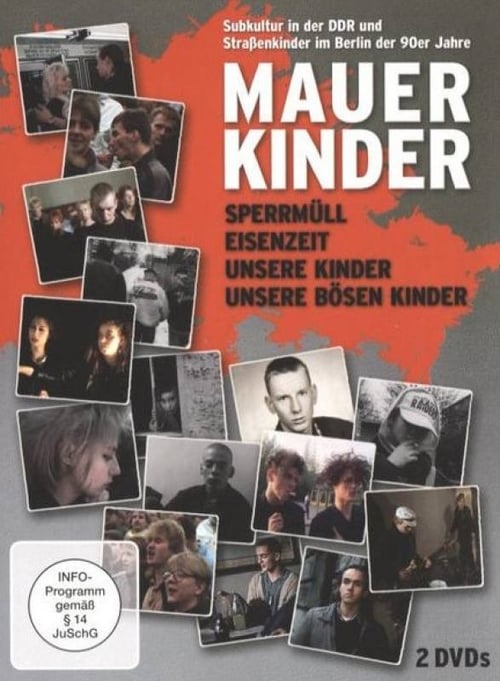 Subkultur in der DDR und
Straßenkinder im Berlin der 90er Jahre
MAUER
KINDER
SPERRMÜLL
EISENZEIT
UNSERE KINDER
UNSERE BÖSEN KINDER
RAIDERS
INFO-
Programm
gemäß
§ 14
JuSchG
2 DVDs